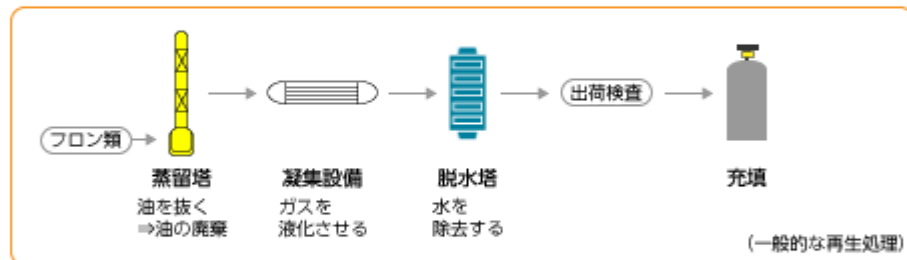 フロン類
蒸留塔
油を抜く
⇒油の廃棄
凝集設備
ガスを
液化させる
脱水塔
水を
除去する
出荷検査
充填
(一般的な再生処理)